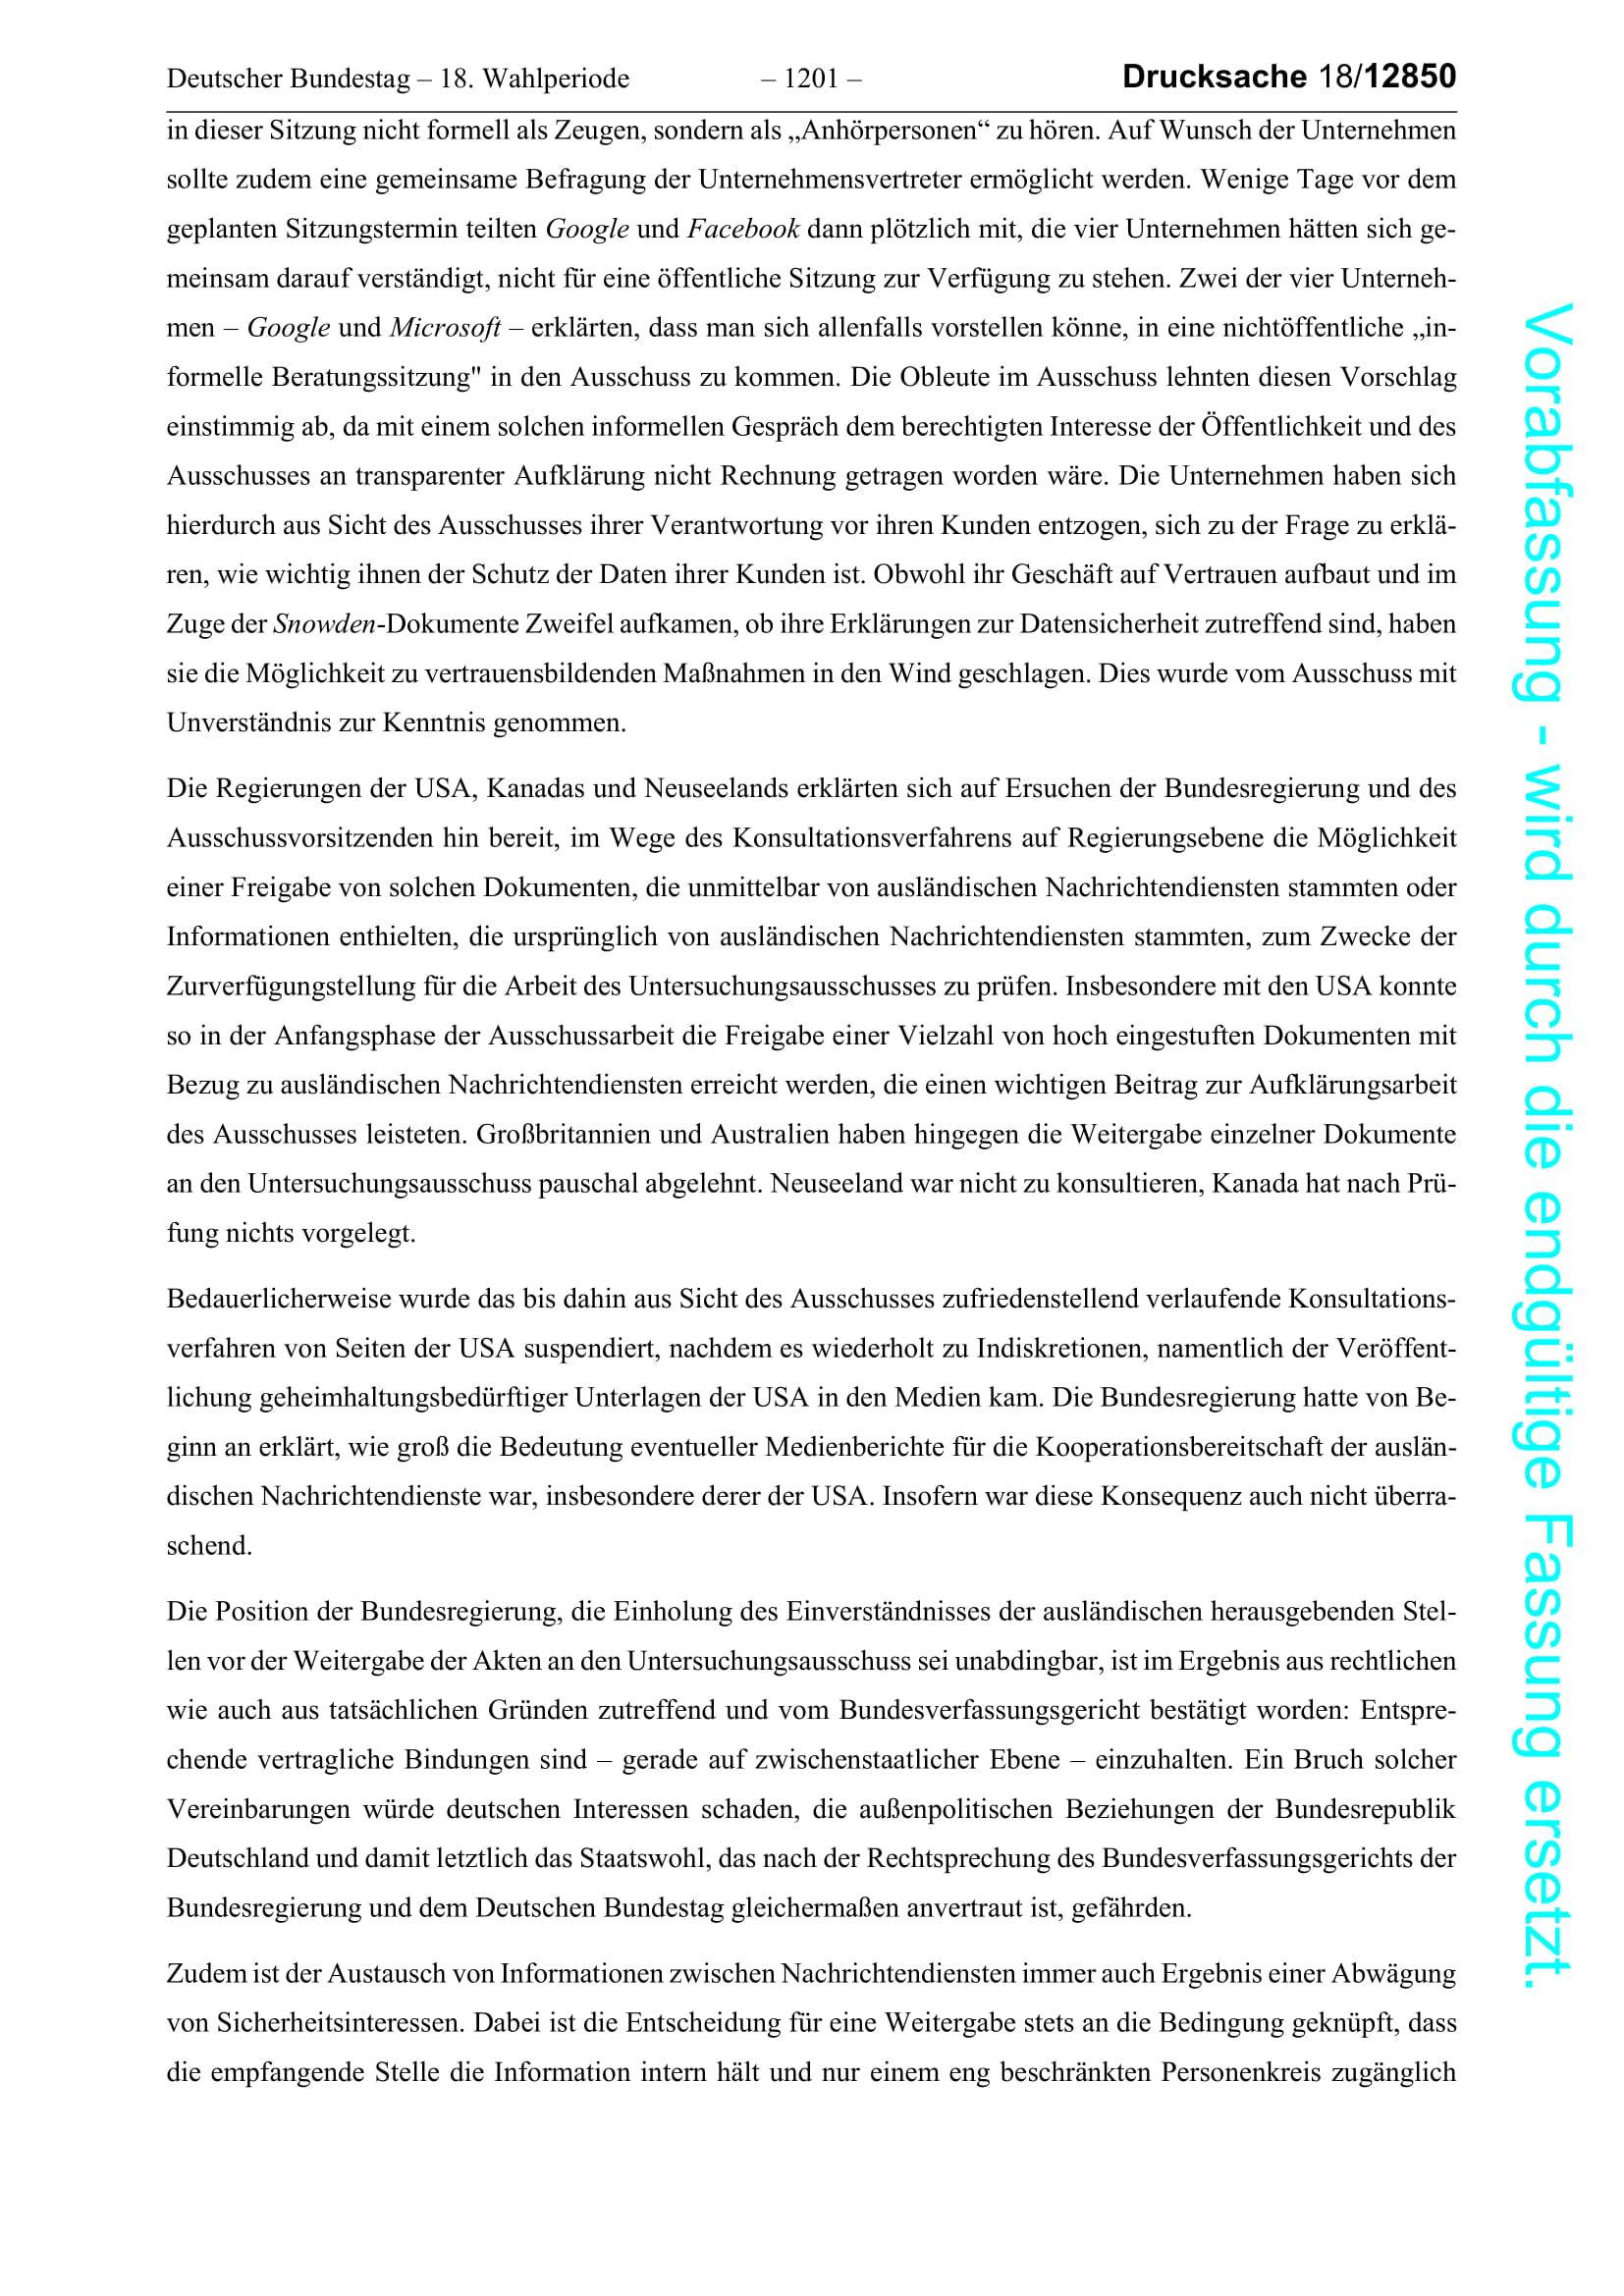 Deutscher Bundestag – 18. Wahlperiode – 1201 – Drucksache 18/12850
in dieser Sitzung nicht formell als Zeugen, sondern als „Anhörpersonen“ zu hören. Auf Wunsch der Unternehmen
sollte zudem eine gemeinsame Befragung der Unternehmensvertreter ermöglicht werden. Wenige Tage vor dem
geplanten Sitzungstermin teilten Google und Facebook dann plötzlich mit, die vier Unternehmen hätten sich ge-
meinsam darauf verständigt, nicht für eine öffentliche Sitzung zur Verfügung zu stehen. Zwei der vier Unterneh-
men – Google und Microsoft – erklärten, dass man sich allenfalls vorstellen könne, in eine nichtöffentliche „in-
formelle Beratungssitzung" in den Ausschuss zu kommen. Die Obleute im Ausschuss lehnten diesen Vorschlag
einstimmig ab, da mit einem solchen informellen Gespräch dem berechtigten Interesse der Öffentlichkeit und des
Ausschusses an transparenter Aufklärung nicht Rechnung getragen worden wäre. Die Unternehmen haben sich
hierdurch aus Sicht des Ausschusses ihrer Verantwortung vor ihren Kunden entzogen, sich zu der Frage zu erklä-
ren, wie wichtig ihnen der Schutz der Daten ihrer Kunden ist. Obwohl ihr Geschäft auf Vertrauen aufbaut und im
Zuge der Snowden-Dokumente Zweifel aufkamen, ob ihre Erklärungen zur Datensicherheit zutreffend sind, haben
sie die Möglichkeit zu vertrauensbildenden Maßnahmen in den Wind geschlagen. Dies wurde vom Ausschuss mit
Unverständnis zur Kenntnis genommen.
Die Regierungen der USA, Kanadas und Neuseelands erklärten sich auf Ersuchen der Bundesregierung und des
Ausschussvorsitzenden hin bereit, im Wege des Konsultationsverfahrens auf Regierungsebene die Möglichkeit
einer Freigabe von solchen Dokumenten, die unmittelbar von ausländischen Nachrichtendiensten stammten oder
Informationen enthielten, die ursprünglich von ausländischen Nachrichtendiensten stammten, zum Zwecke der
Zurverfügungstellung für die Arbeit des Untersuchungsausschusses zu prüfen. Insbesondere mit den USA konnte
so in der Anfangsphase der Ausschussarbeit die Freigabe einer Vielzahl von hoch eingestuften Dokumenten mit
Bezug zu ausländischen Nachrichtendiensten erreicht werden, die einen wichtigen Beitrag zur Aufklärungsarbeit
des Ausschusses leisteten. Großbritannien und Australien haben hingegen die Weitergabe einzelner Dokumente
an den Untersuchungsausschuss pauschal abgelehnt. Neuseeland war nicht zu konsultieren, Kanada hat nach Prü-
fung nichts vorgelegt.
Bedauerlicherweise wurde das bis dahin aus Sicht des Ausschusses zufriedenstellend verlaufende Konsultations-
verfahren von Seiten der USA suspendiert, nachdem es wiederholt zu Indiskretionen, namentlich der Veröffent-
lichung geheimhaltungsbedürftiger Unterlagen der USA in den Medien kam. Die Bundesregierung hatte von Be-
ginn an erklärt, wie groß die Bedeutung eventueller Medienberichte für die Kooperationsbereitschaft der auslän-
dischen Nachrichtendienste war, insbesondere derer der USA. Insofern war diese Konsequenz auch nicht überra-
schend.
Die Position der Bundesregierung, die Einholung des Einverständnisses der ausländischen herausgebenden Stel-
len vor der Weitergabe der Akten an den Untersuchungsausschuss sei unabdingbar, ist im Ergebnis aus rechtlichen
wie auch aus tatsächlichen Gründen zutreffend und vom Bundesverfassungsgericht bestätigt worden: Entspre-
chende vertragliche Bindungen sind – gerade auf zwischenstaatlicher Ebene – einzuhalten. Ein Bruch solcher
Vereinbarungen würde deutschen Interessen schaden, die außenpolitischen Beziehungen der Bundesrepublik
Deutschland und damit letztlich das Staatswohl, das nach der Rechtsprechung des Bundesverfassungsgerichts der
Bundesregierung und dem Deutschen Bundestag gleichermaßen anvertraut ist, gefährden.
Zudem ist der Austausch von Informationen zwischen Nachrichtendiensten immer auch Ergebnis einer Abwägung
von Sicherheitsinteressen. Dabei ist die Entscheidung für eine Weitergabe stets an die Bedingung geknüpft, dass
die empfangende Stelle die Information intern hält und nur einem eng beschränkten Personenkreis zugänglich
Vorabfassung - wird durch die endgültige Fassung ersetzt.